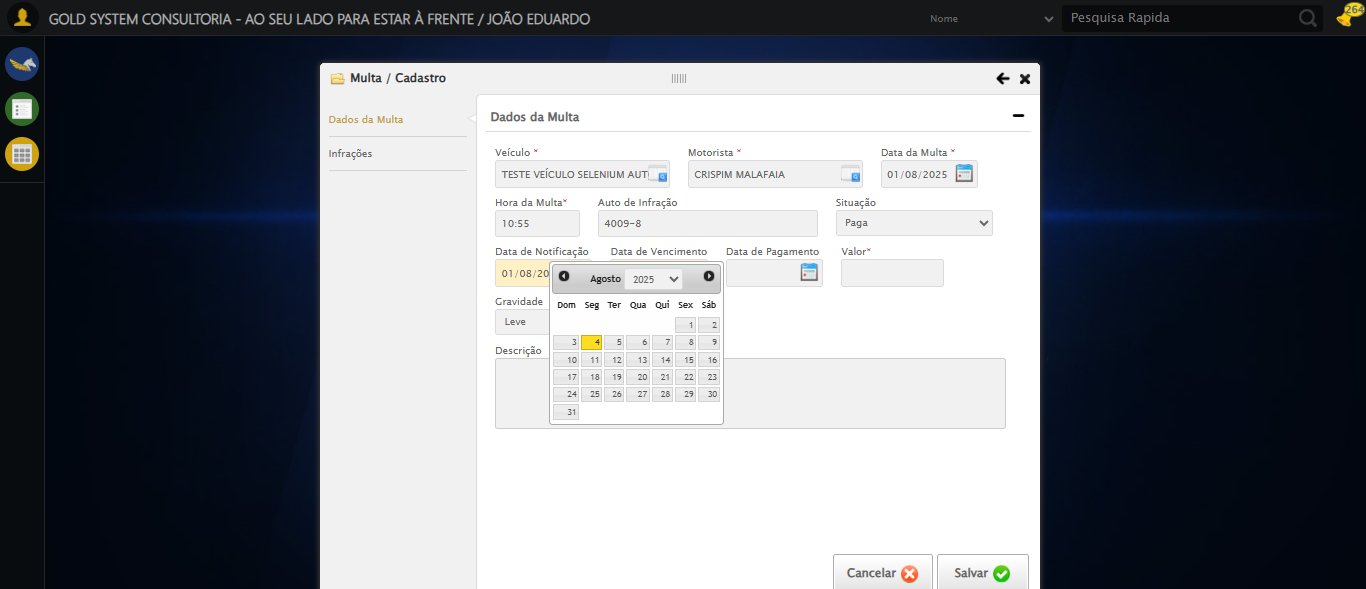 GOLD SYSTEM CONSULTORIA - AO SEU LADO PARA ESTAR À FRENTE / JOÃO EDUARDO
Nome
Pesquisa Rapida
264
Multa / Cadastro
Dados da Multa
Infrações
Dados da Multa
Veículo * Motorista * Data da Multa *
TESTE VEÍCULO SELENIUM AUT CRISPIM MALAFAIA 01/08/2025
Hora da Multa* Auto de Infração Situação
10:55 4009-8 Paga
Data de Notificação Data de Vencimento Data de Pagamento Valor*
01/08/20
Agosto 2025
Gravidade
Leve
Descrição
Dom Seg Ter Qua Qui Sex Sáb
1 2
3 4 5 6 7 8 9
10 11 12 13 14 15 16
17 18 19 20 21 22 23
24 25 26 27 28 29 30
31
Cancelar Salvar